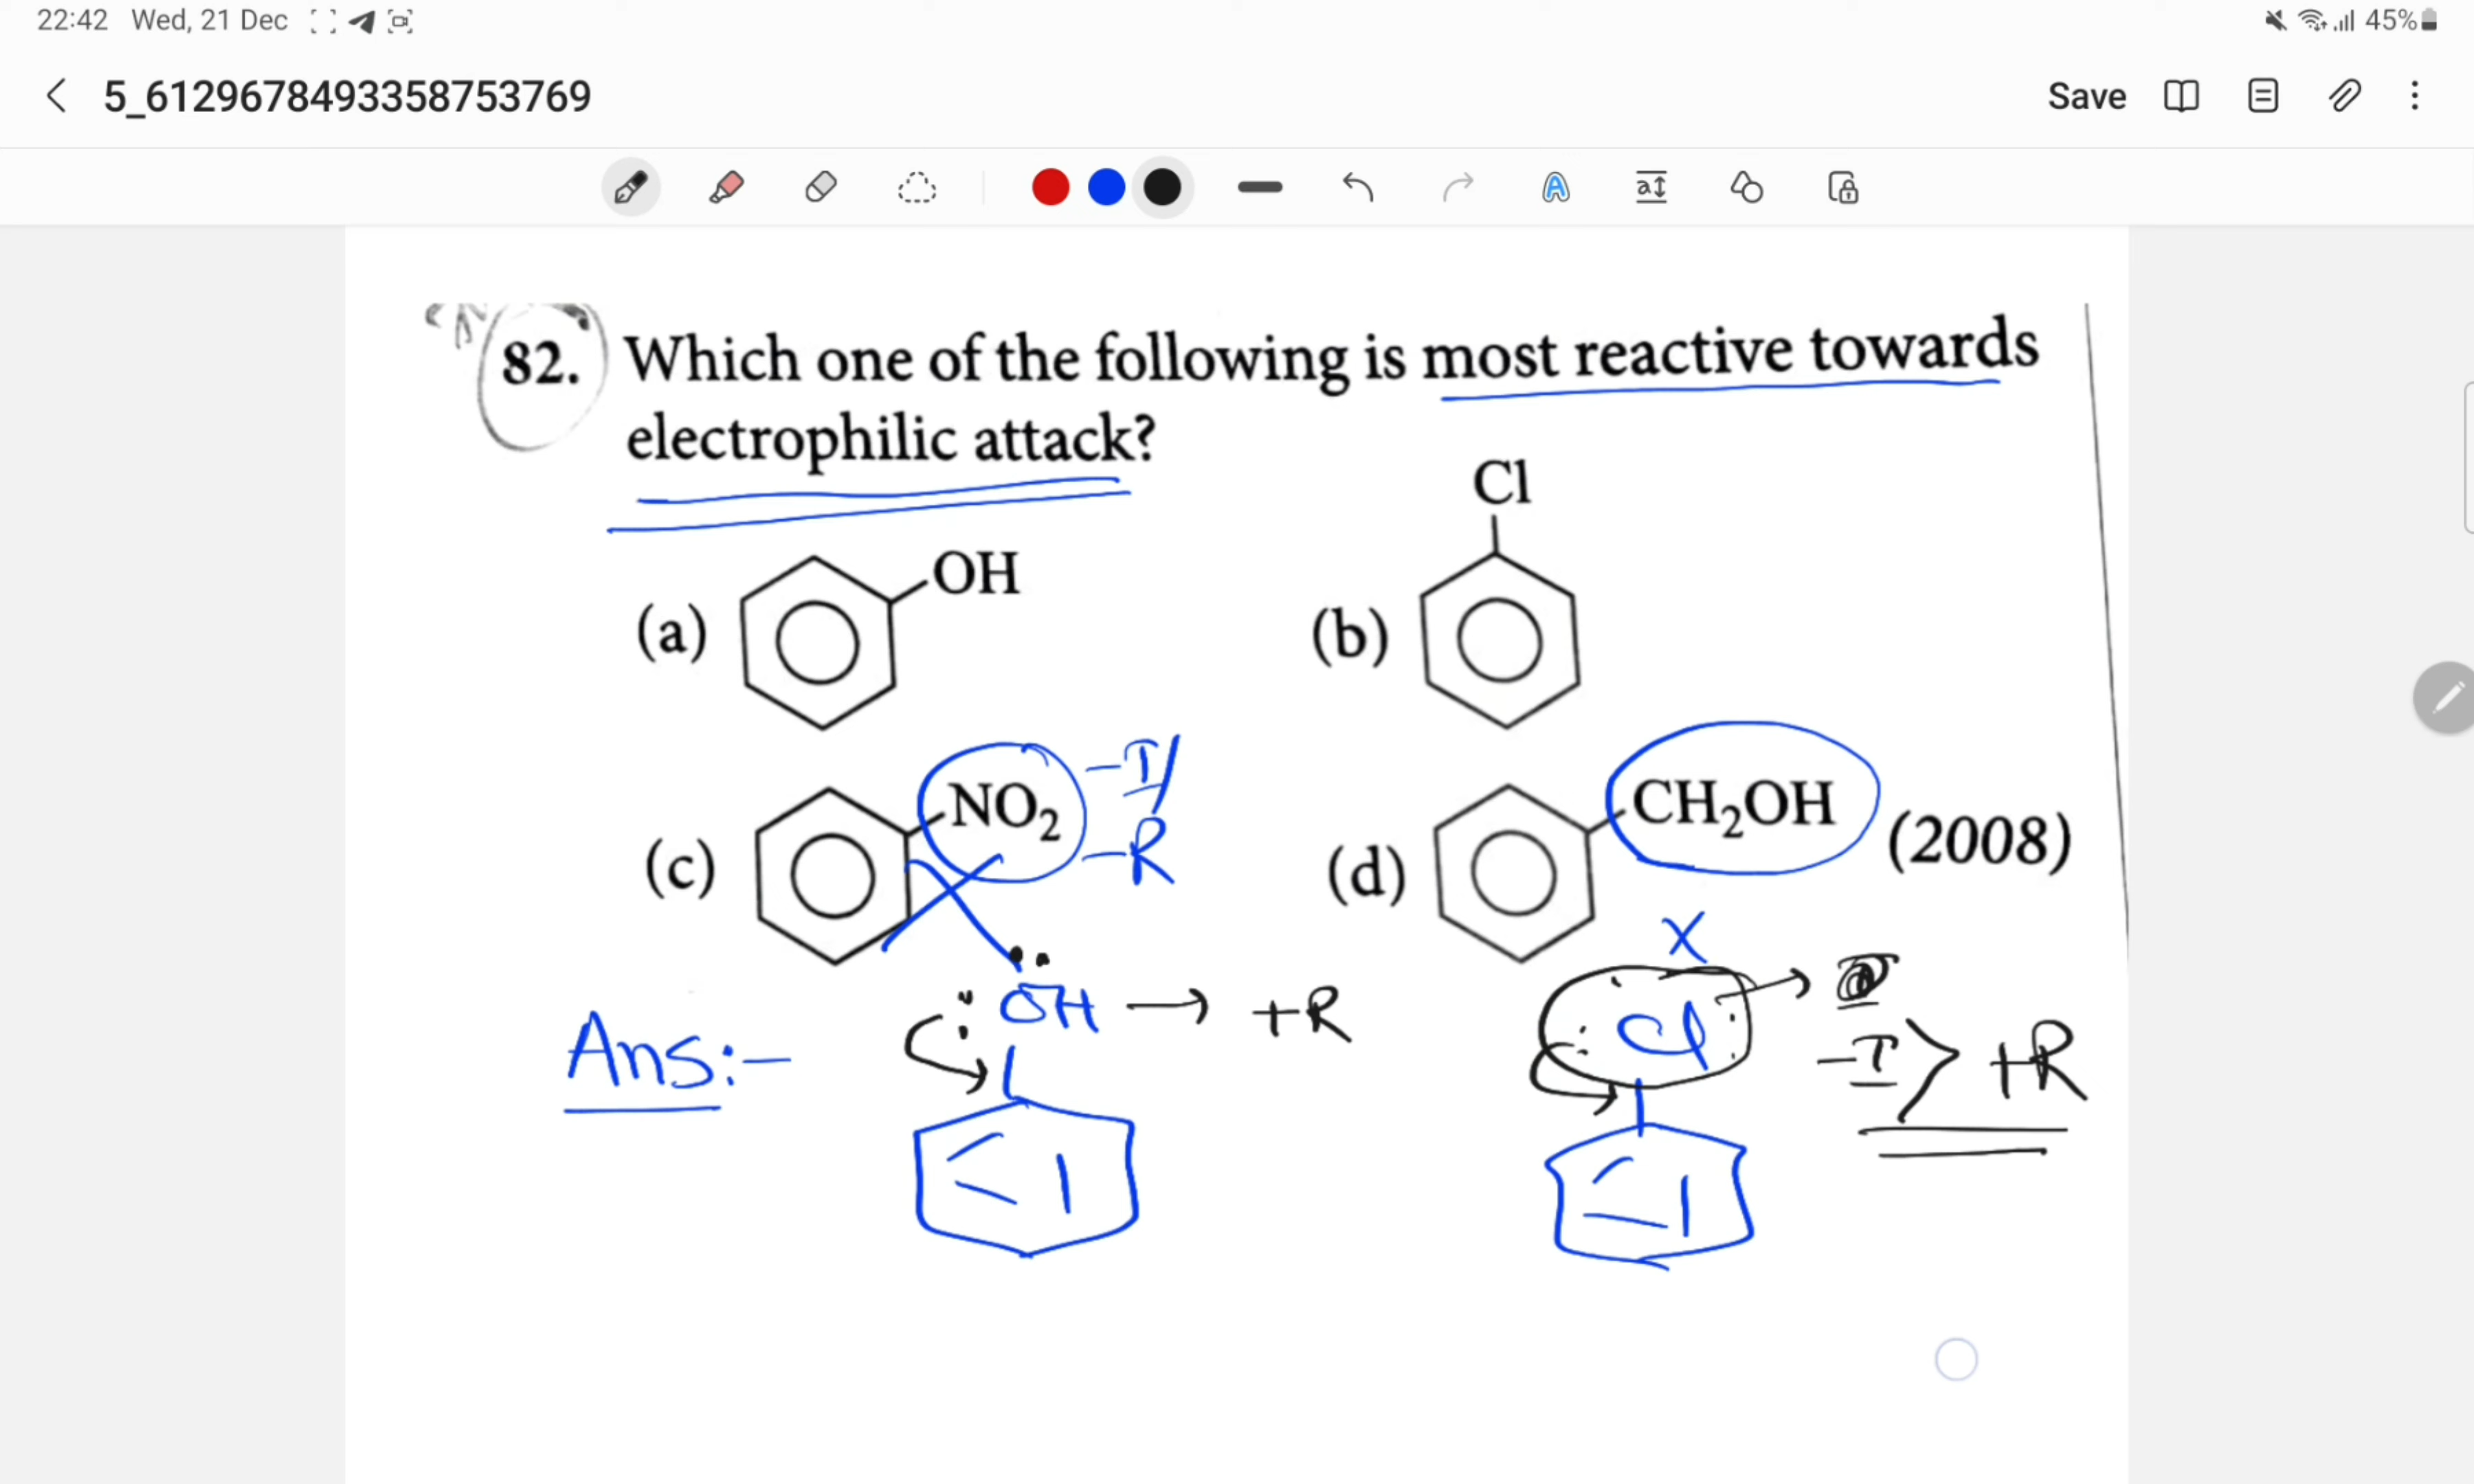 22:42 Wed, 21 Dec
45%
5_6129678493358753769
Save
82. Which one of the following is most reactive towards
electrophilic attack?
(a) OH
(b) Cl
(c) NO₂ -I
-R
(d) CH₂OH (2008)
X
Ans:- OH → +R
Cl
-I > +R